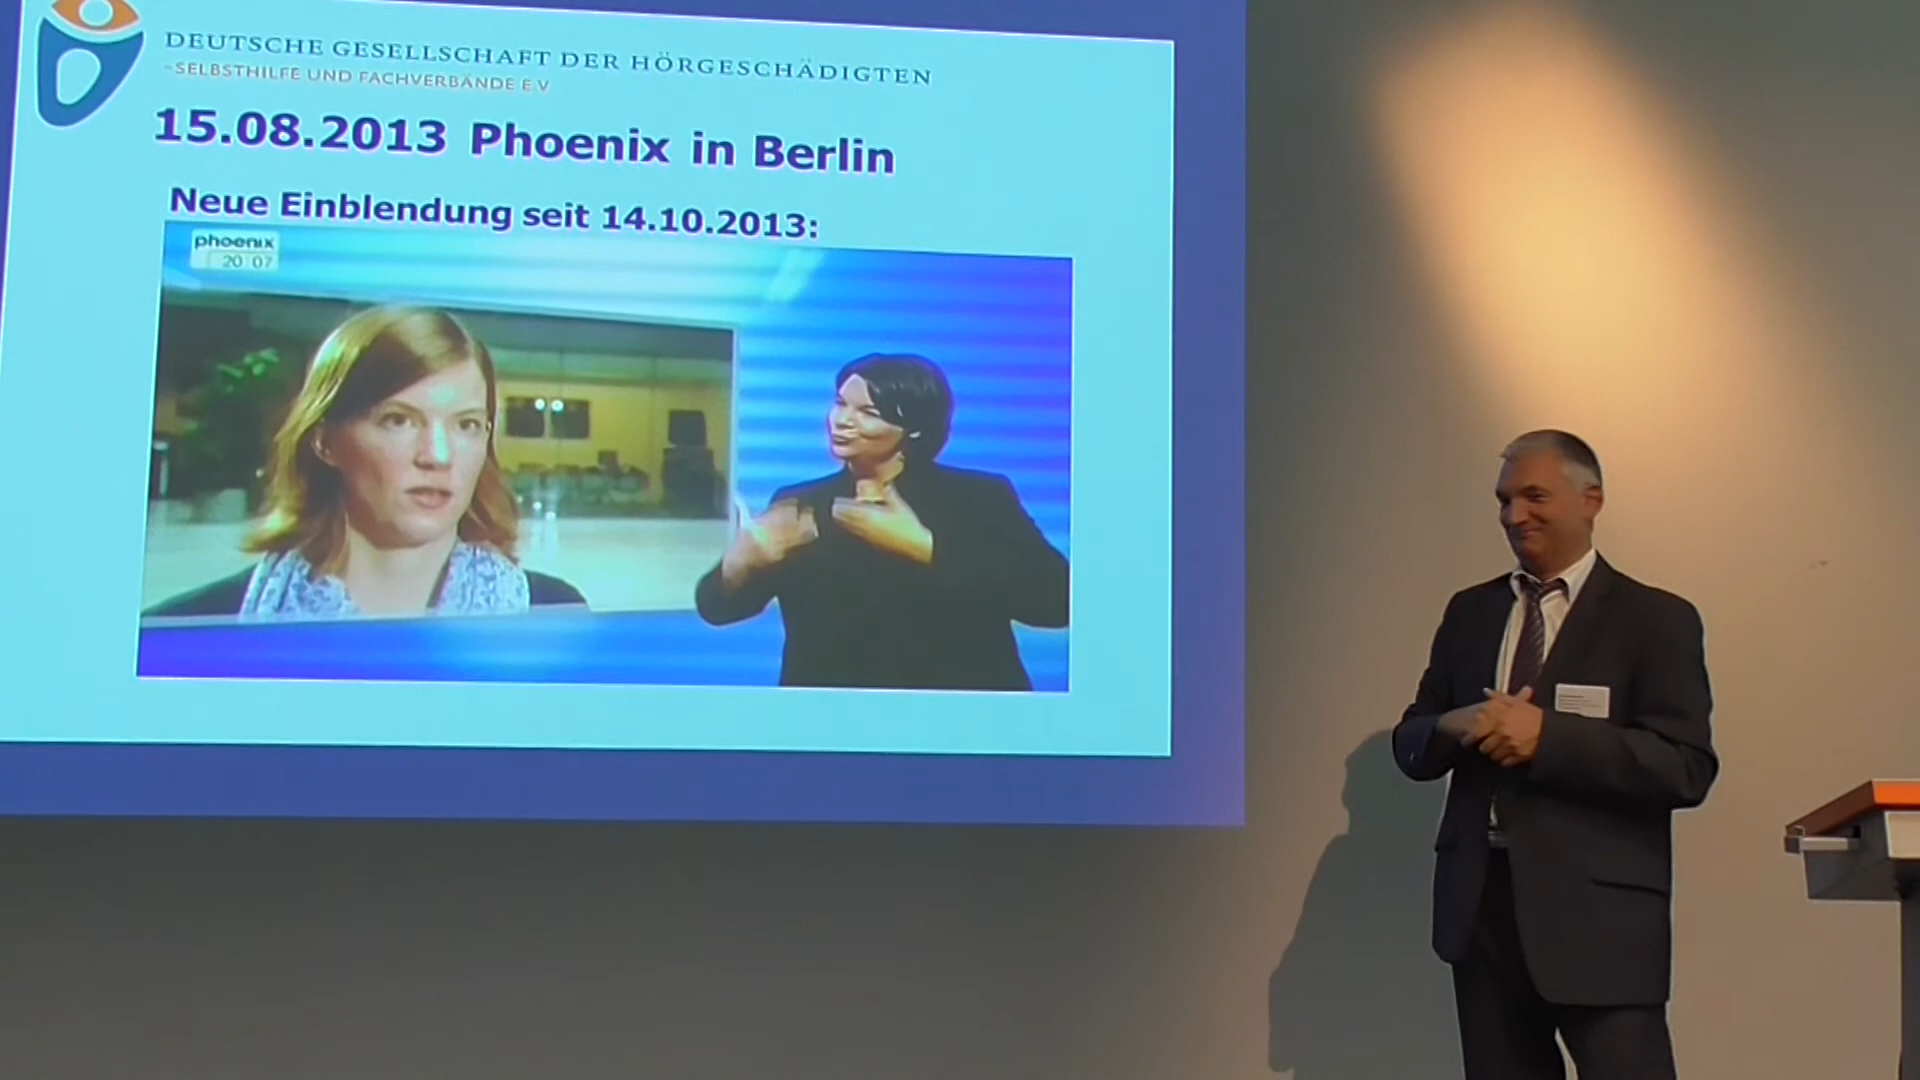 DEUTSCHE GESELLSCHAFT DER HÖRGESCHÄDIGTEN
-SELBSTHILFE UND FACHVERBÄNDE E.V
15.08.2013 Phoenix in Berlin
Neue Einblendung seit 14.10.2013:
phoenix
20:07